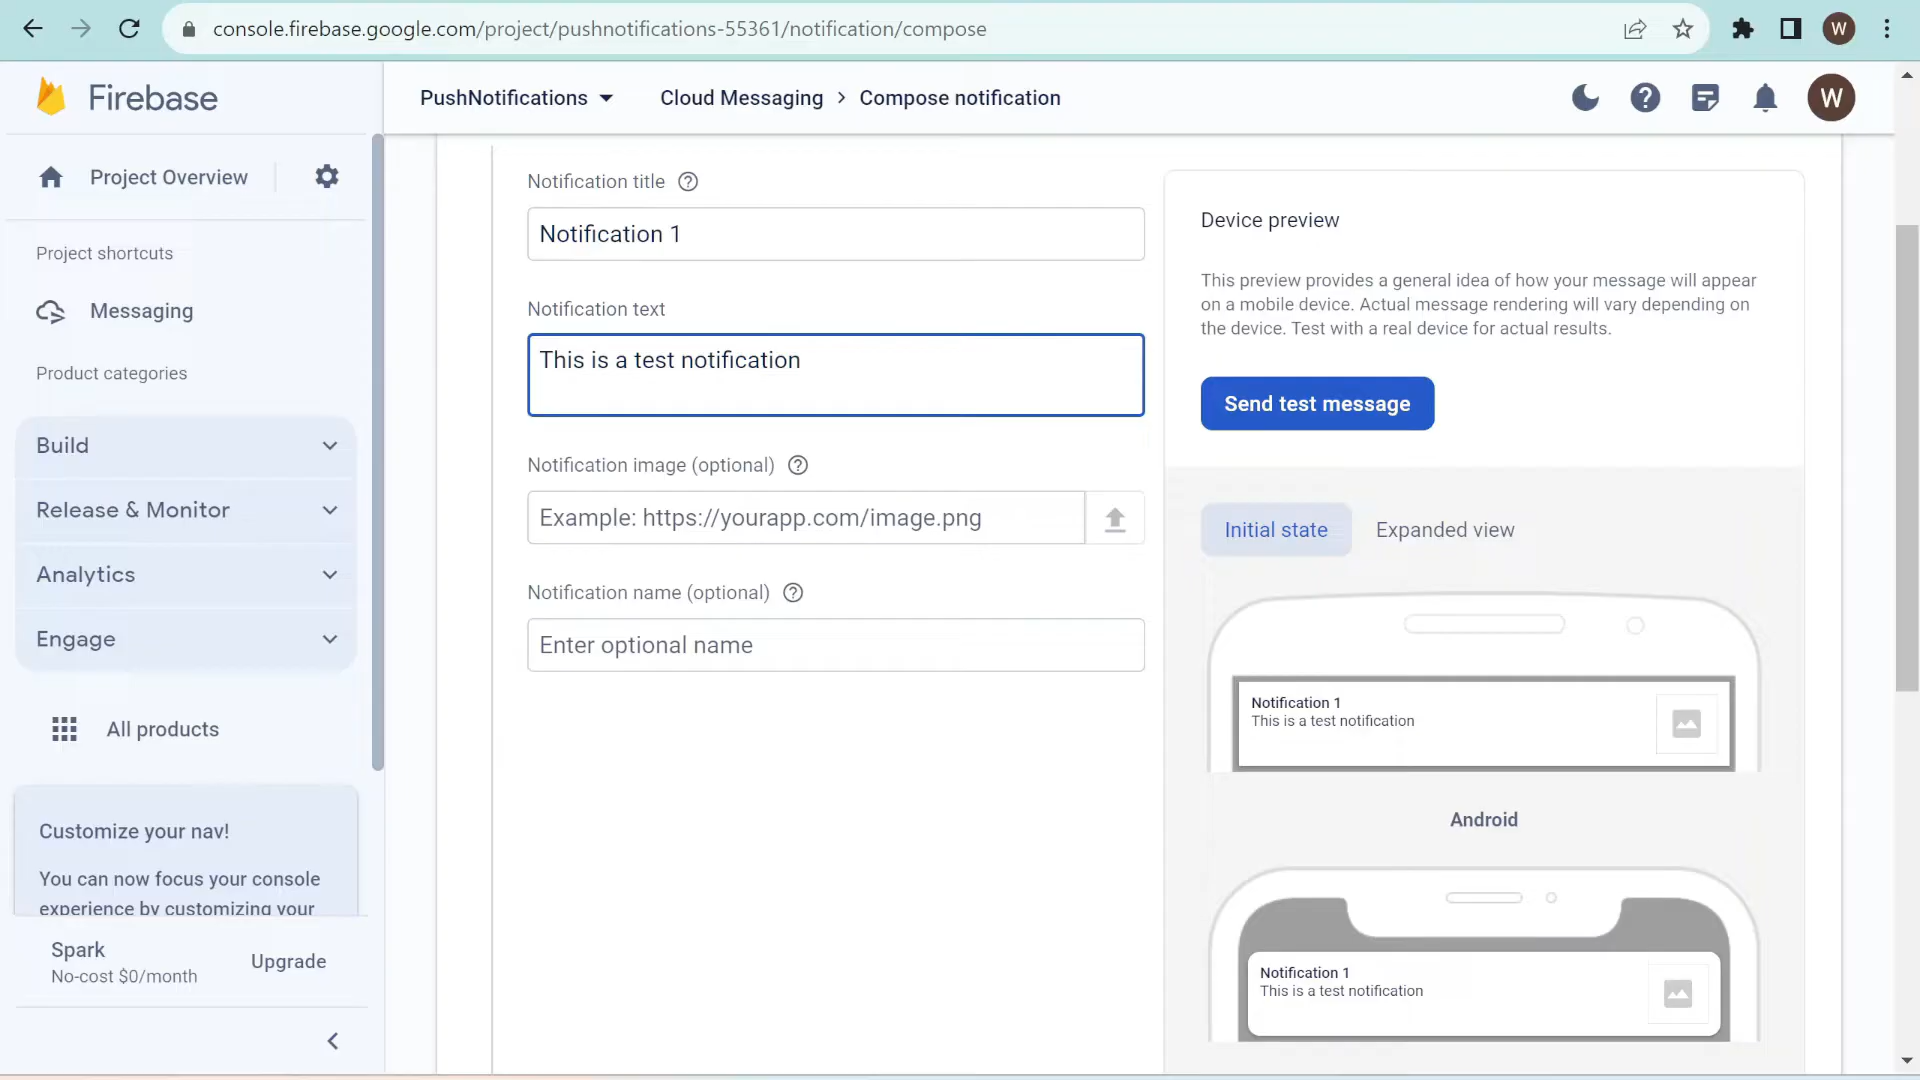 console.firebase.google.com/project/pushnotifications-55361/notification/compose
W
Firebase
PushNotifications
Cloud Messaging > Compose notification
W
Project Overview
Project shortcuts
Messaging
Product categories
Build
Release & Monitor
Analytics
Engage
All products
Customize your nav!
You can now focus your console
experience by customizing your
Spark
No-cost $0/month
Upgrade
Notification title
Notification 1
Notification text
This is a test notification
Notification image (optional)
Example: https://yourapp.com/image.png
Notification name (optional)
Enter optional name
Device preview
This preview provides a general idea of how your message will appear
on a mobile device. Actual message rendering will vary depending on
the device. Test with a real device for actual results.
Send test message
Initial state
Expanded view
Notification 1
This is a test notification
Android
Notification 1
This is a test notification